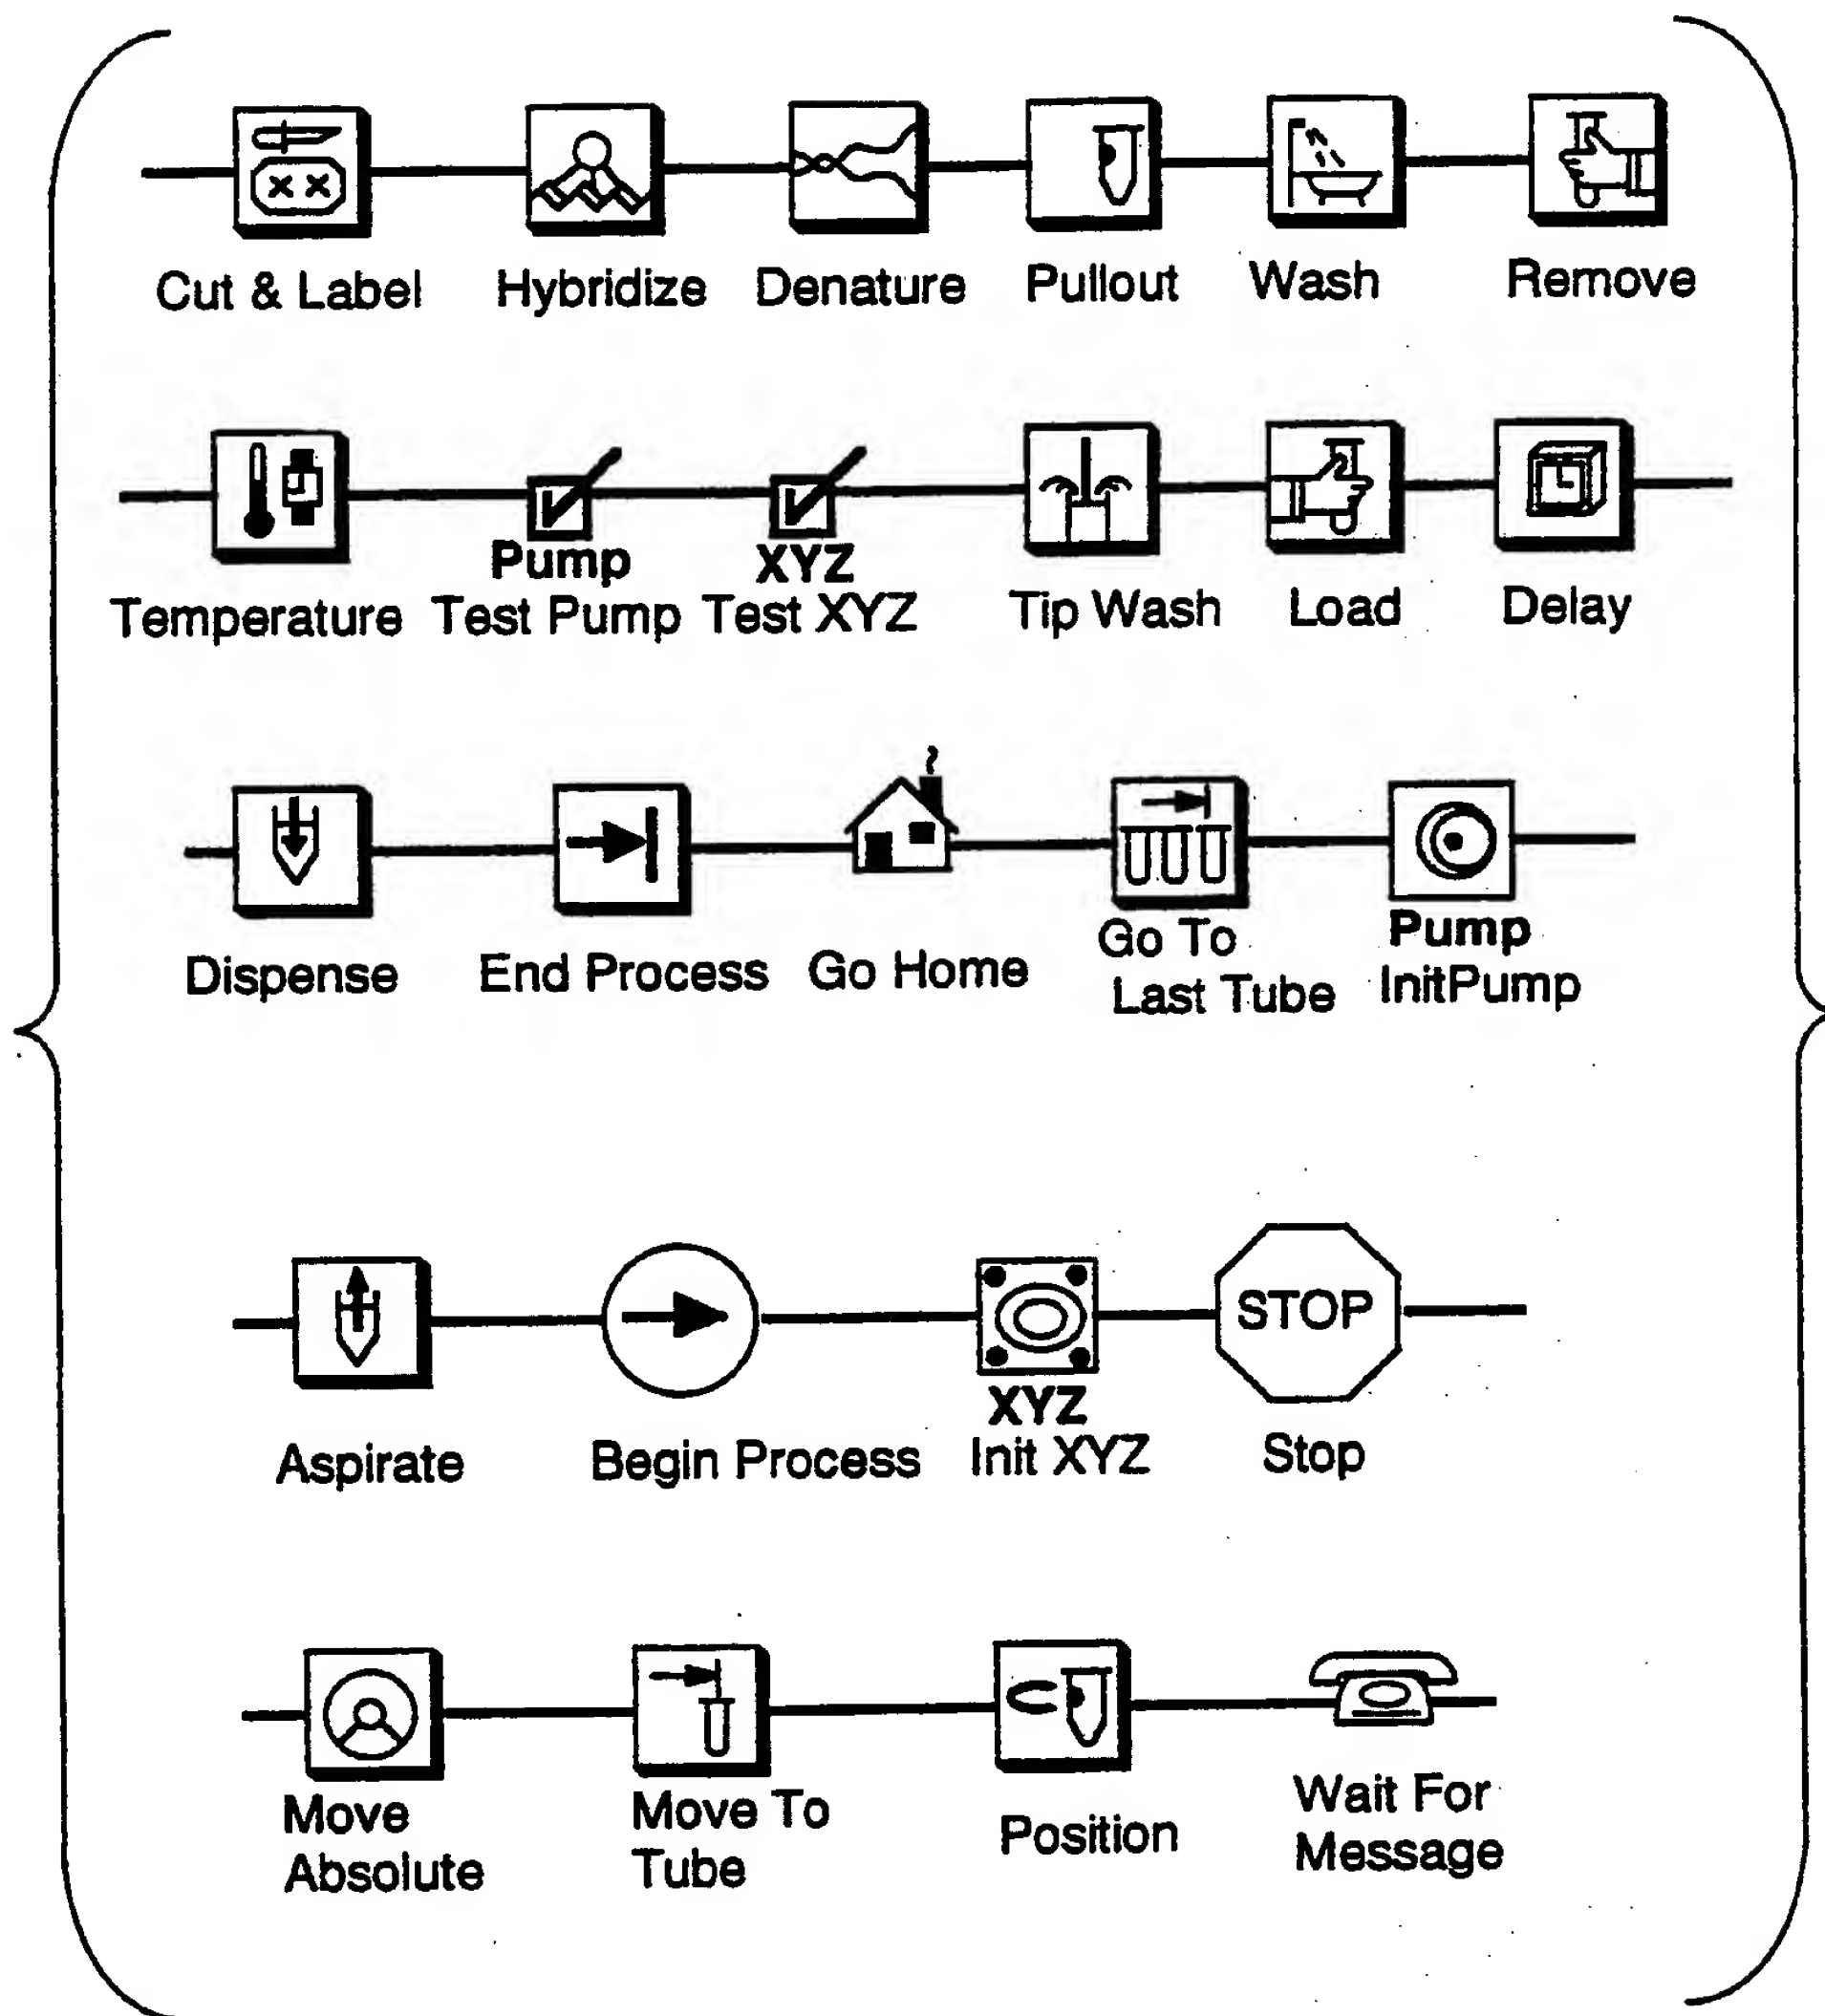 Cut & Label Hybridize Denature Pullout Wash Remove
Pump XYZ
Temperature Test Pump Test XYZ Tip Wash Load Delay
Dispense End Process Go Home Go To Pump
Last Tube InitPump
STOP
XYZ
Aspirate Begin Process Init XYZ Stop
Move Move To Position Wait For
Absolute Tube Message